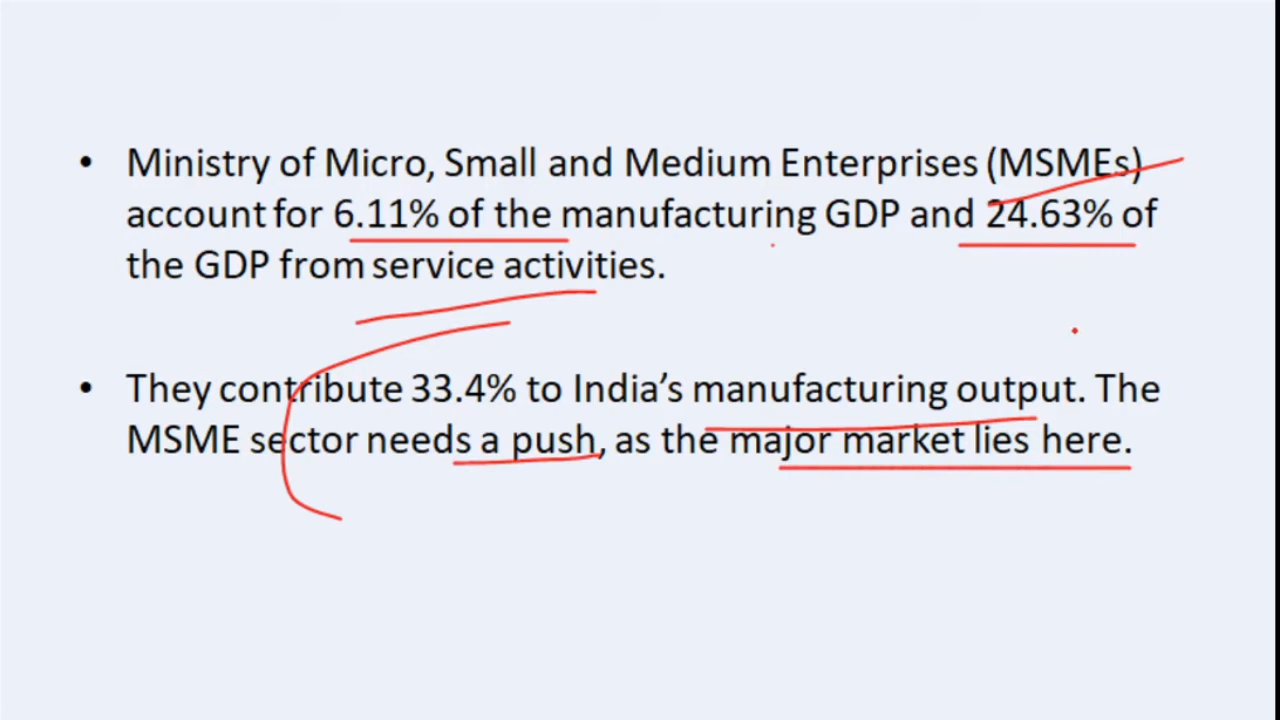 • Ministry of Micro, Small and Medium Enterprises (MSMEs)
account for 6.11% of the manufacturing GDP and 24.63% of
the GDP from service activities.
• They contribute 33.4% to India’s manufacturing output. The
MSME sector needs a push, as the major market lies here.